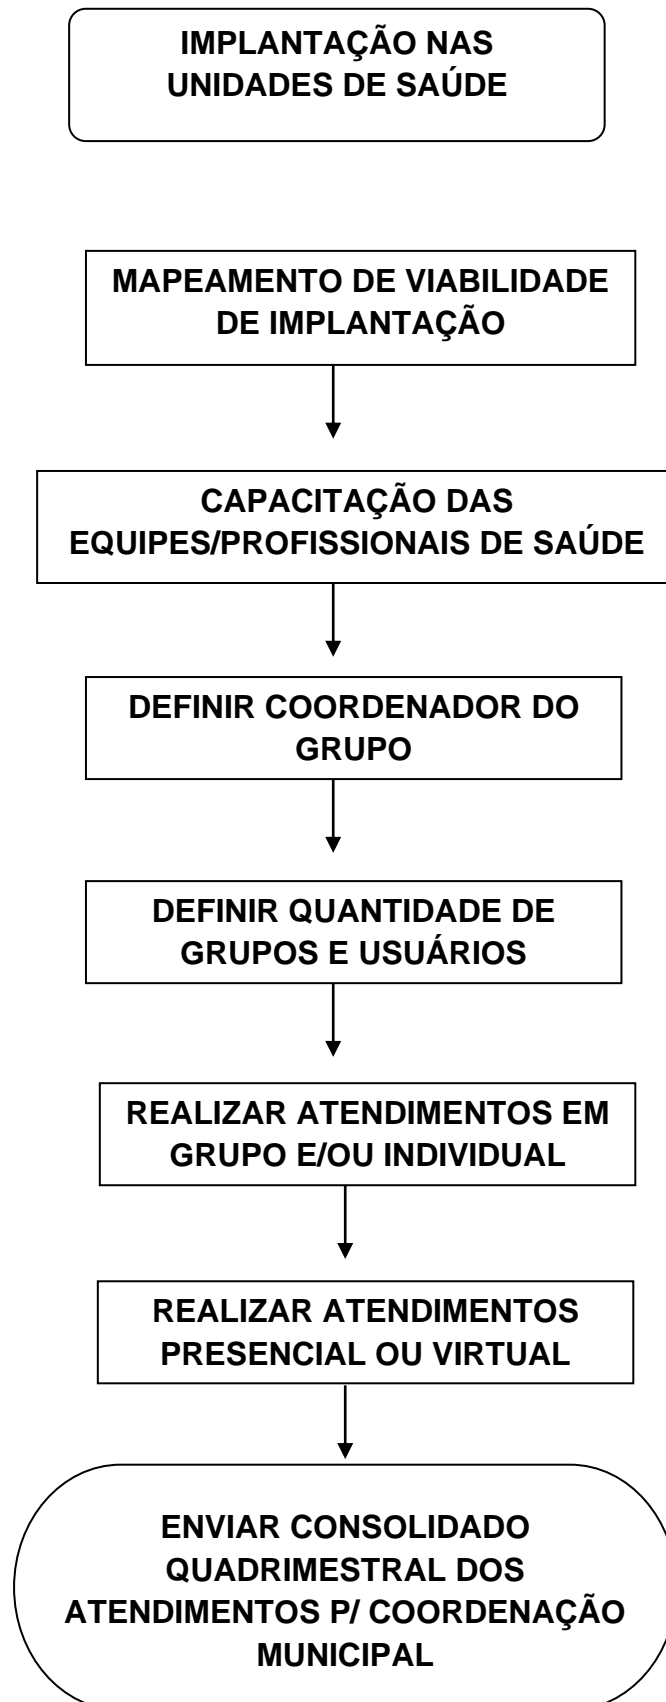 IMPLANTAÇÃO NAS
UNIDADES DE SAÚDE
MAPEAMENTO DE VIABILIDADE
DE IMPLANTAÇÃO
CAPACITAÇÃO DAS
EQUIPES/PROFISSIONAIS DE SAÚDE
DEFINIR COORDENADOR DO
GRUPO
DEFINIR QUANTIDADE DE
GRUPOS E USUÁRIOS
REALIZAR ATENDIMENTOS EM
GRUPO E/OU INDIVIDUAL
REALIZAR ATENDIMENTOS
PRESENCIAL OU VIRTUAL
ENVIAR CONSOLIDADO
QUADRIMESTRAL DOS
ATENDIMENTOS P/ COORDENAÇÃO
MUNICIPAL